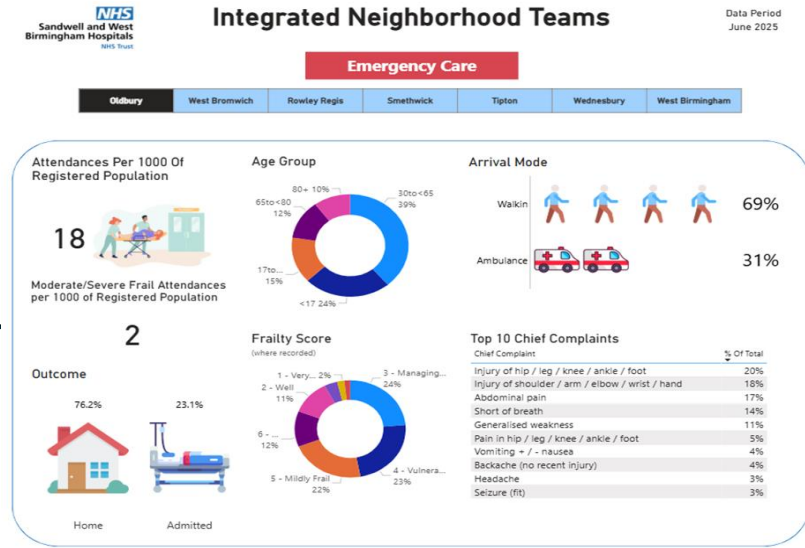 NHS
Sandwell and West
Birmingham Hospitals
NHS Trust
Integrated Neighborhood Teams
Data Period
June 2025
Emergency Care
Oldbury
West Bromwich
Rowley Regis
Smethwick
Tipton
Wednesbury
West Birmingham
Attendances Per 1000 Of
Registered Population
18
Moderate/Severe Frail Attendances
per 1000 of Registered Population
2
Outcome
76.2%
23.1%
Home
Admitted
Age Group
80+ 10%
30to<65
39%
65to<80
12%
17to...
15%
<17 24%
Frailty Score
(where recorded)
1 - Very... 2%
3 - Managing...
24%
2 - Well
11%
6 - ...
12%
4 - Vulnera...
23%
5 - Mildly Frail
22%
Arrival Mode
Walkin
69%
Ambulance
31%
Top 10 Chief Complaints
Chief Complaint % Of Total
Injury of hip / leg / knee / ankle / foot 20%
Injury of shoulder / arm / elbow / wrist / hand 18%
Abdominal pain 17%
Short of breath 14%
Generalised weakness 11%
Pain in hip / leg / knee / ankle / foot 5%
Vomiting + / - nausea 4%
Backache (no recent injury) 4%
Headache 3%
Seizure (fit) 3%